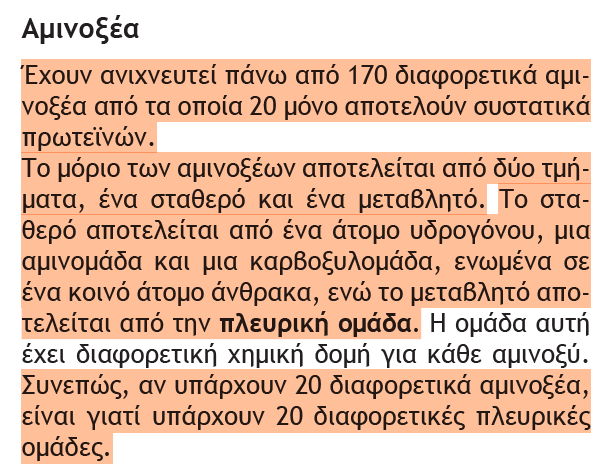 Αμινοξέα
Έχουν ανιχνευτεί πάνω από 170 διαφορετικά αμι-
νοξέα από τα οποία 20 μόνο αποτελούν συστατικά
πρωτεϊνών.
Το μόριο των αμινοξέων αποτελείται από δύο τμή-
ματα, ένα σταθερό και ένα μεταβλητό. Το στα-
θερό αποτελείται από ένα άτομο υδρογόνου, μια
αμινομάδα και μια καρβοξυλομάδα, ενωμένα σε
ένα κοινό άτομο άνθρακα, ενώ το μεταβλητό απο-
τελείται από την πλευρική ομάδα. Η ομάδα αυτή
έχει διαφορετική χημική δομή για κάθε αμινοξύ.
Συνεπώς, αν υπάρχουν 20 διαφορετικά αμινοξέα,
είναι γιατί υπάρχουν 20 διαφορετικές πλευρικές
ομάδες.